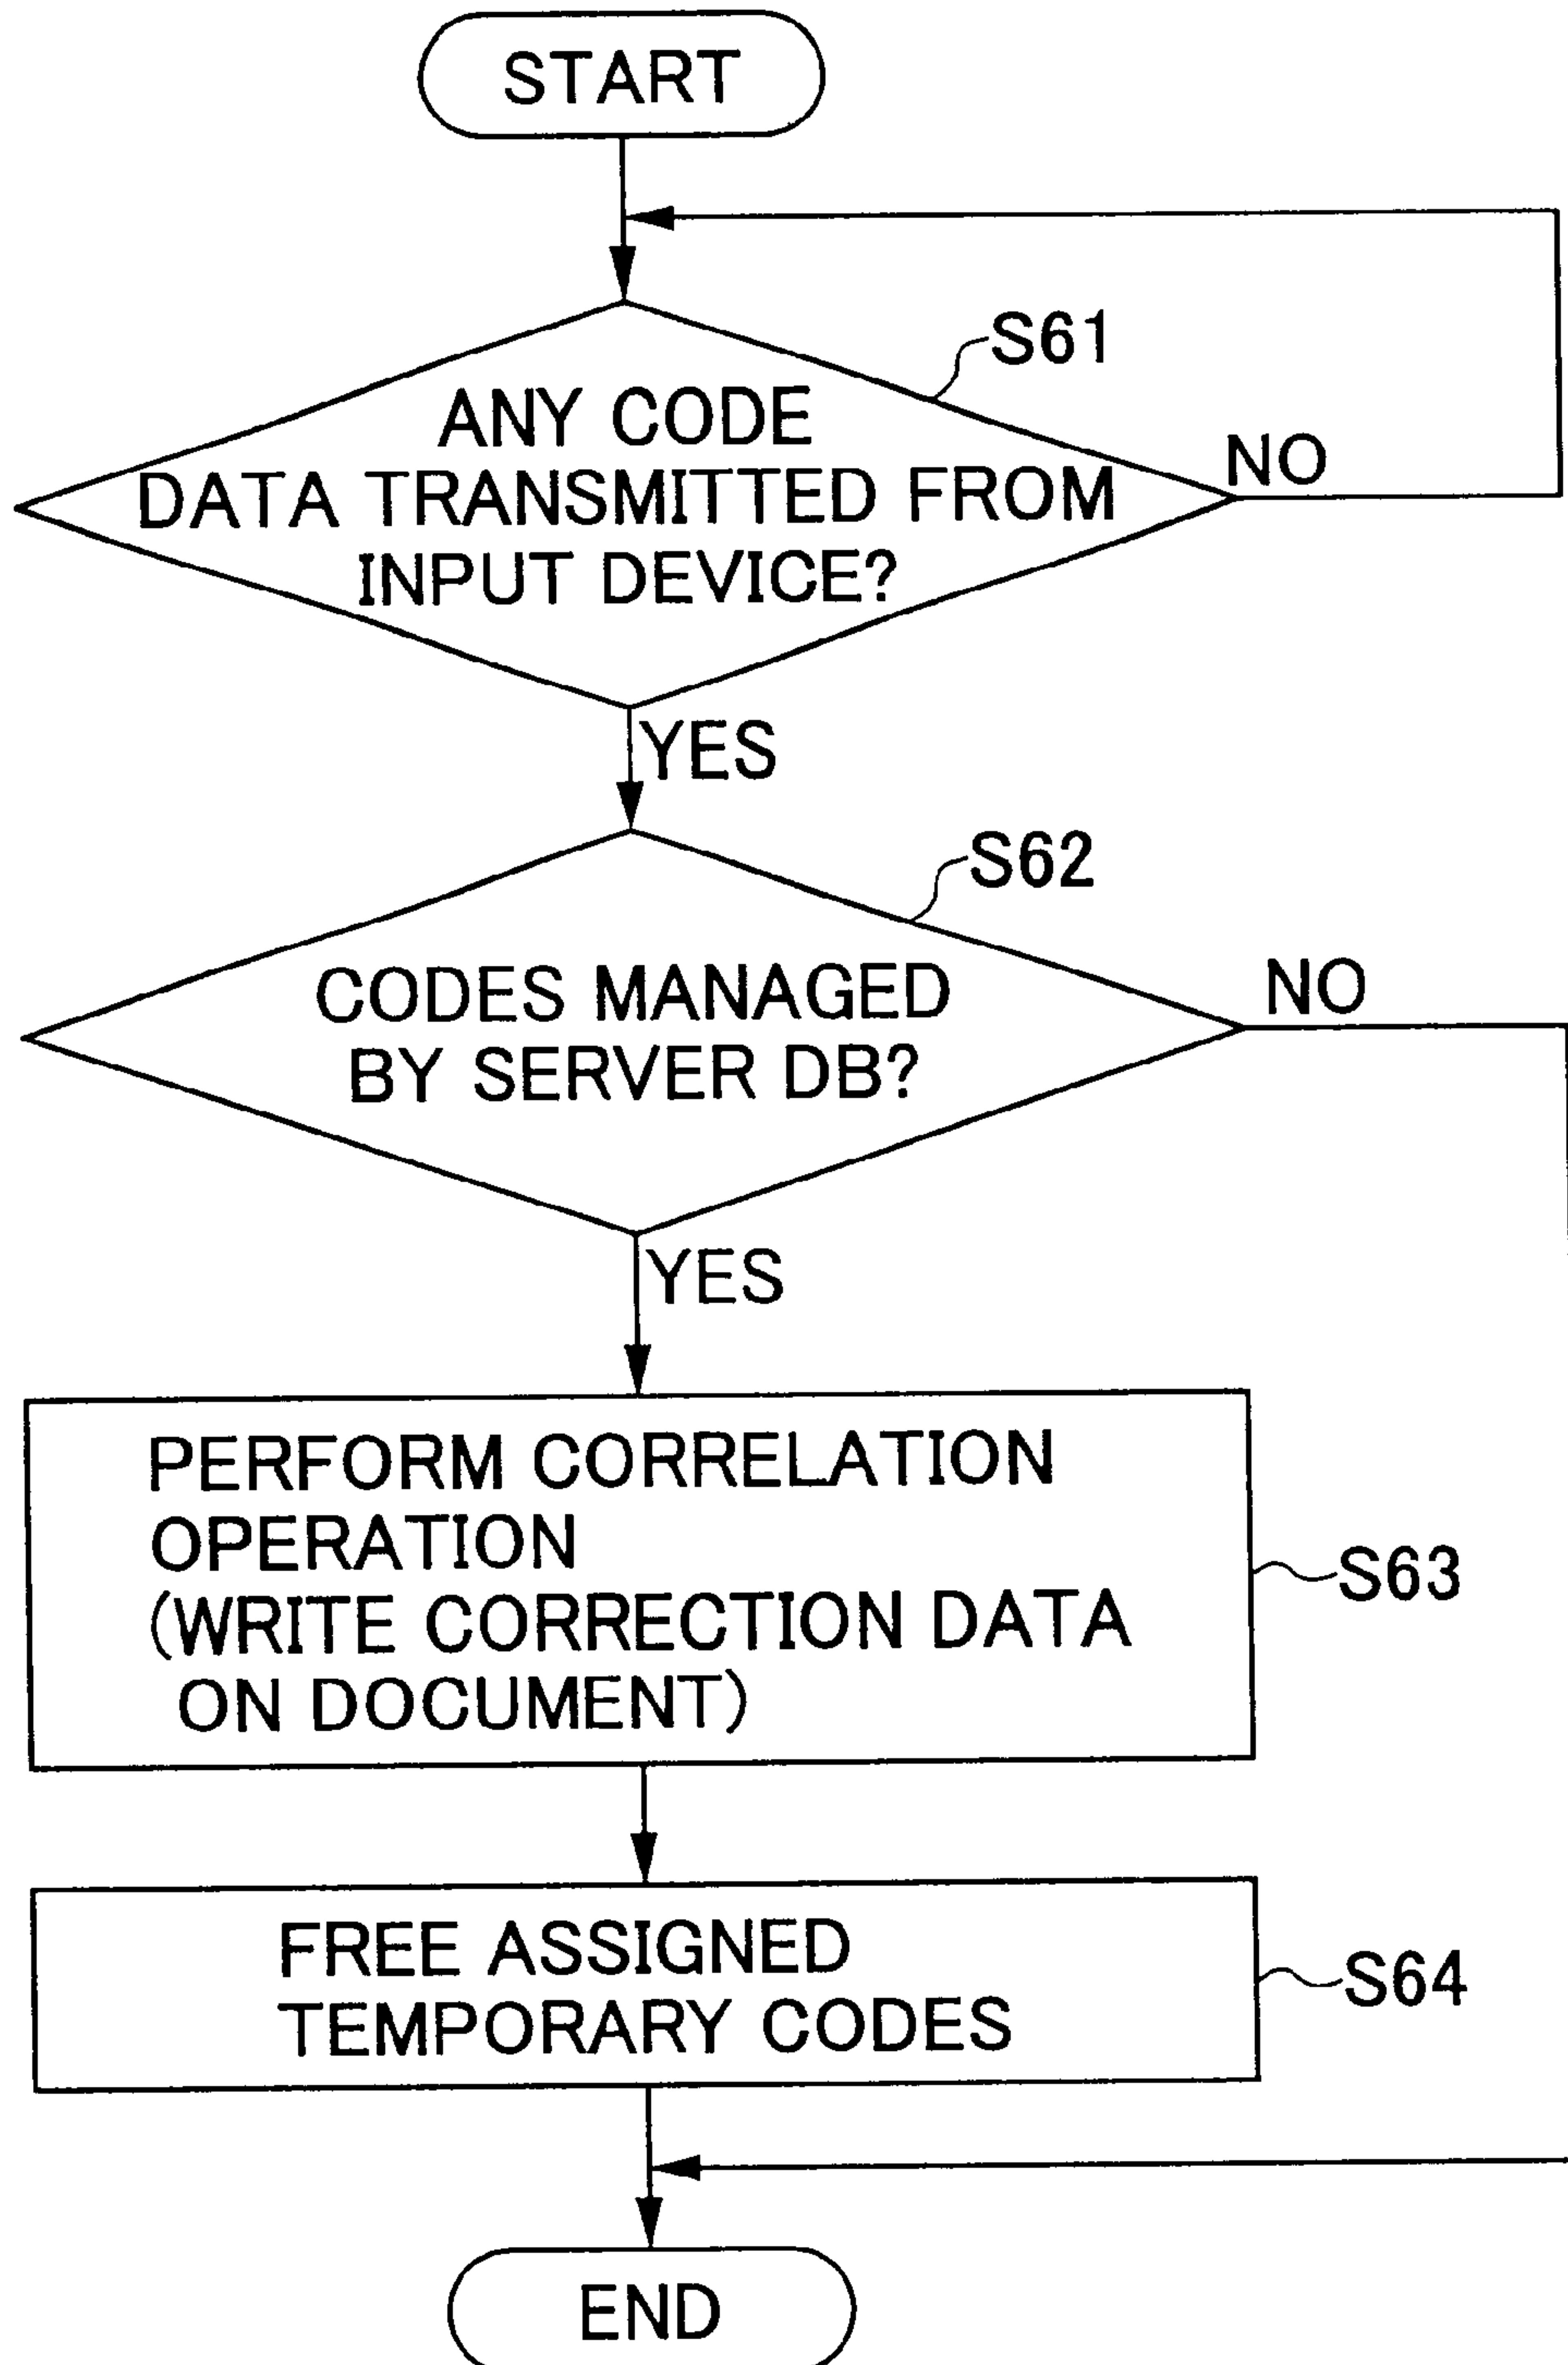 START
S61
ANY CODE
DATA TRANSMITTED FROM
INPUT DEVICE?
NO
YES
S62
CODES MANAGED
BY SERVER DB?
NO
YES
PERFORM CORRELATION
OPERATION
(WRITE CORRECTION DATA
ON DOCUMENT)
S63
FREE ASSIGNED
TEMPORARY CODES
S64
END